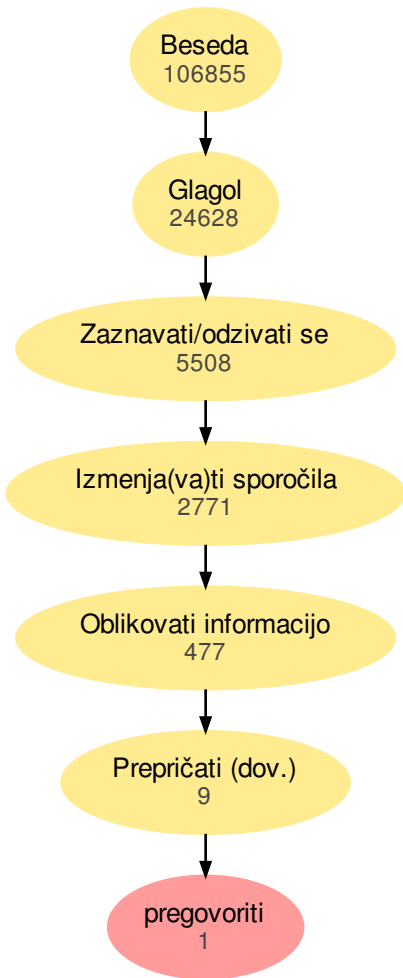 Beseda
106855
Glagol
24628
Zaznavati/odzivati se
5508
Izmenja(va)ti sporočila
2771
Oblikovati informacijo
477
Prepričati (dov.)
9
pregovoriti
1